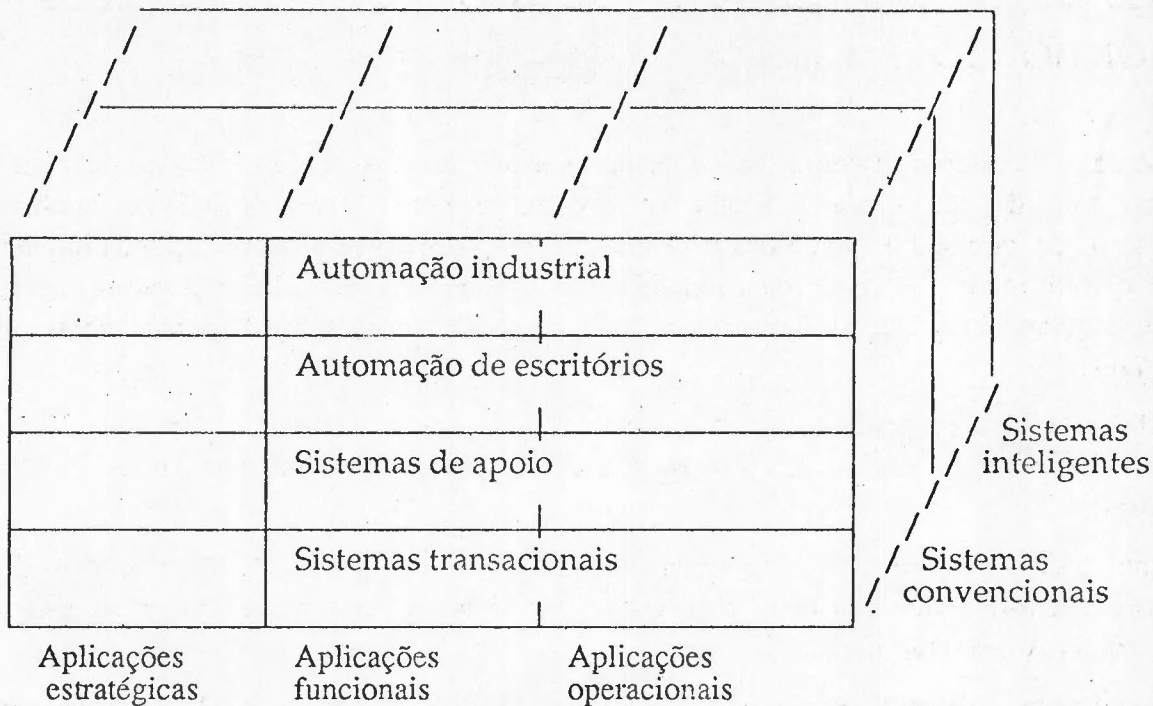 Automação industrial
Automação de escritórios
Sistemas de apoio
Sistemas transacionais
Sistemas
inteligentes
Sistemas
convencionais
Aplicações
estratégicas
Aplicações
funcionais
Aplicações
operacionais